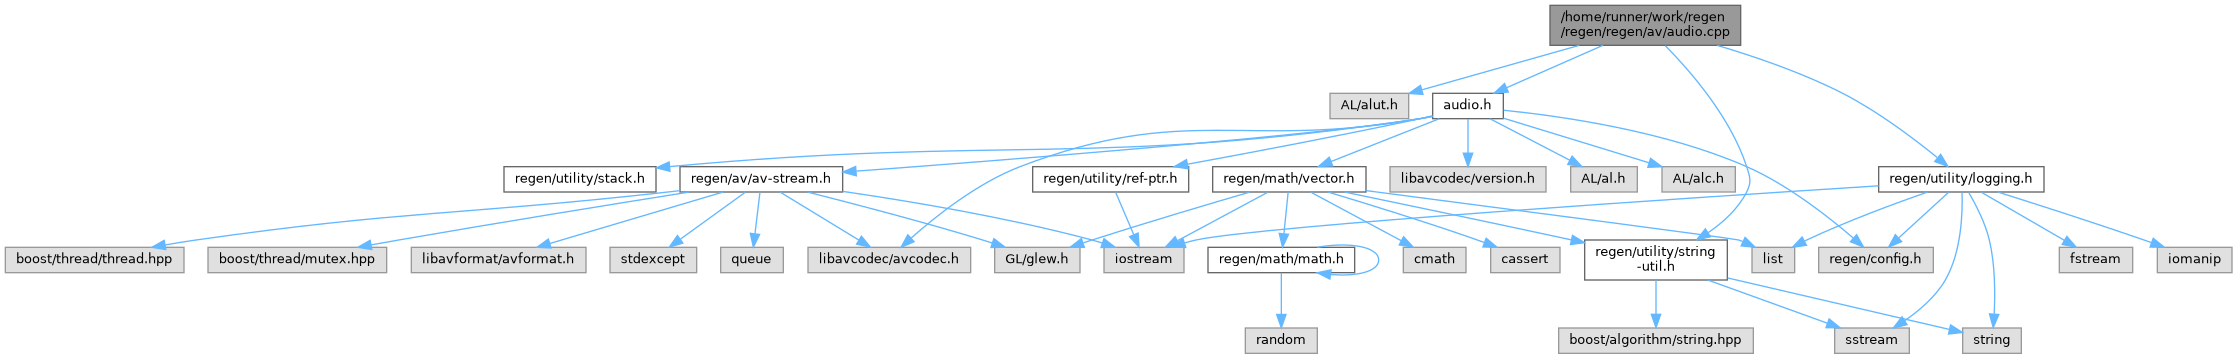 /home/runner/work/regen
/regen/regen/av/audio.cpp
AL/alut.h
audio.h
regen/utility/stack.h
regen/av/av-stream.h
regen/utility/ref-ptr.h
regen/math/vector.h
libavcodec/version.h
AL/al.h
AL/alc.h
regen/utility/logging.h
boost/thread/thread.hpp
boost/thread/mutex.hpp
libavformat/avformat.h
stdexcept
queue
libavcodec/avcodec.h
GL/glew.h
iostream
regen/math/math.h
cmath
cassert
regen/utility/string
-util.h
list
regen/config.h
fstream
iomanip
random
boost/algorithm/string.hpp
sstream
string